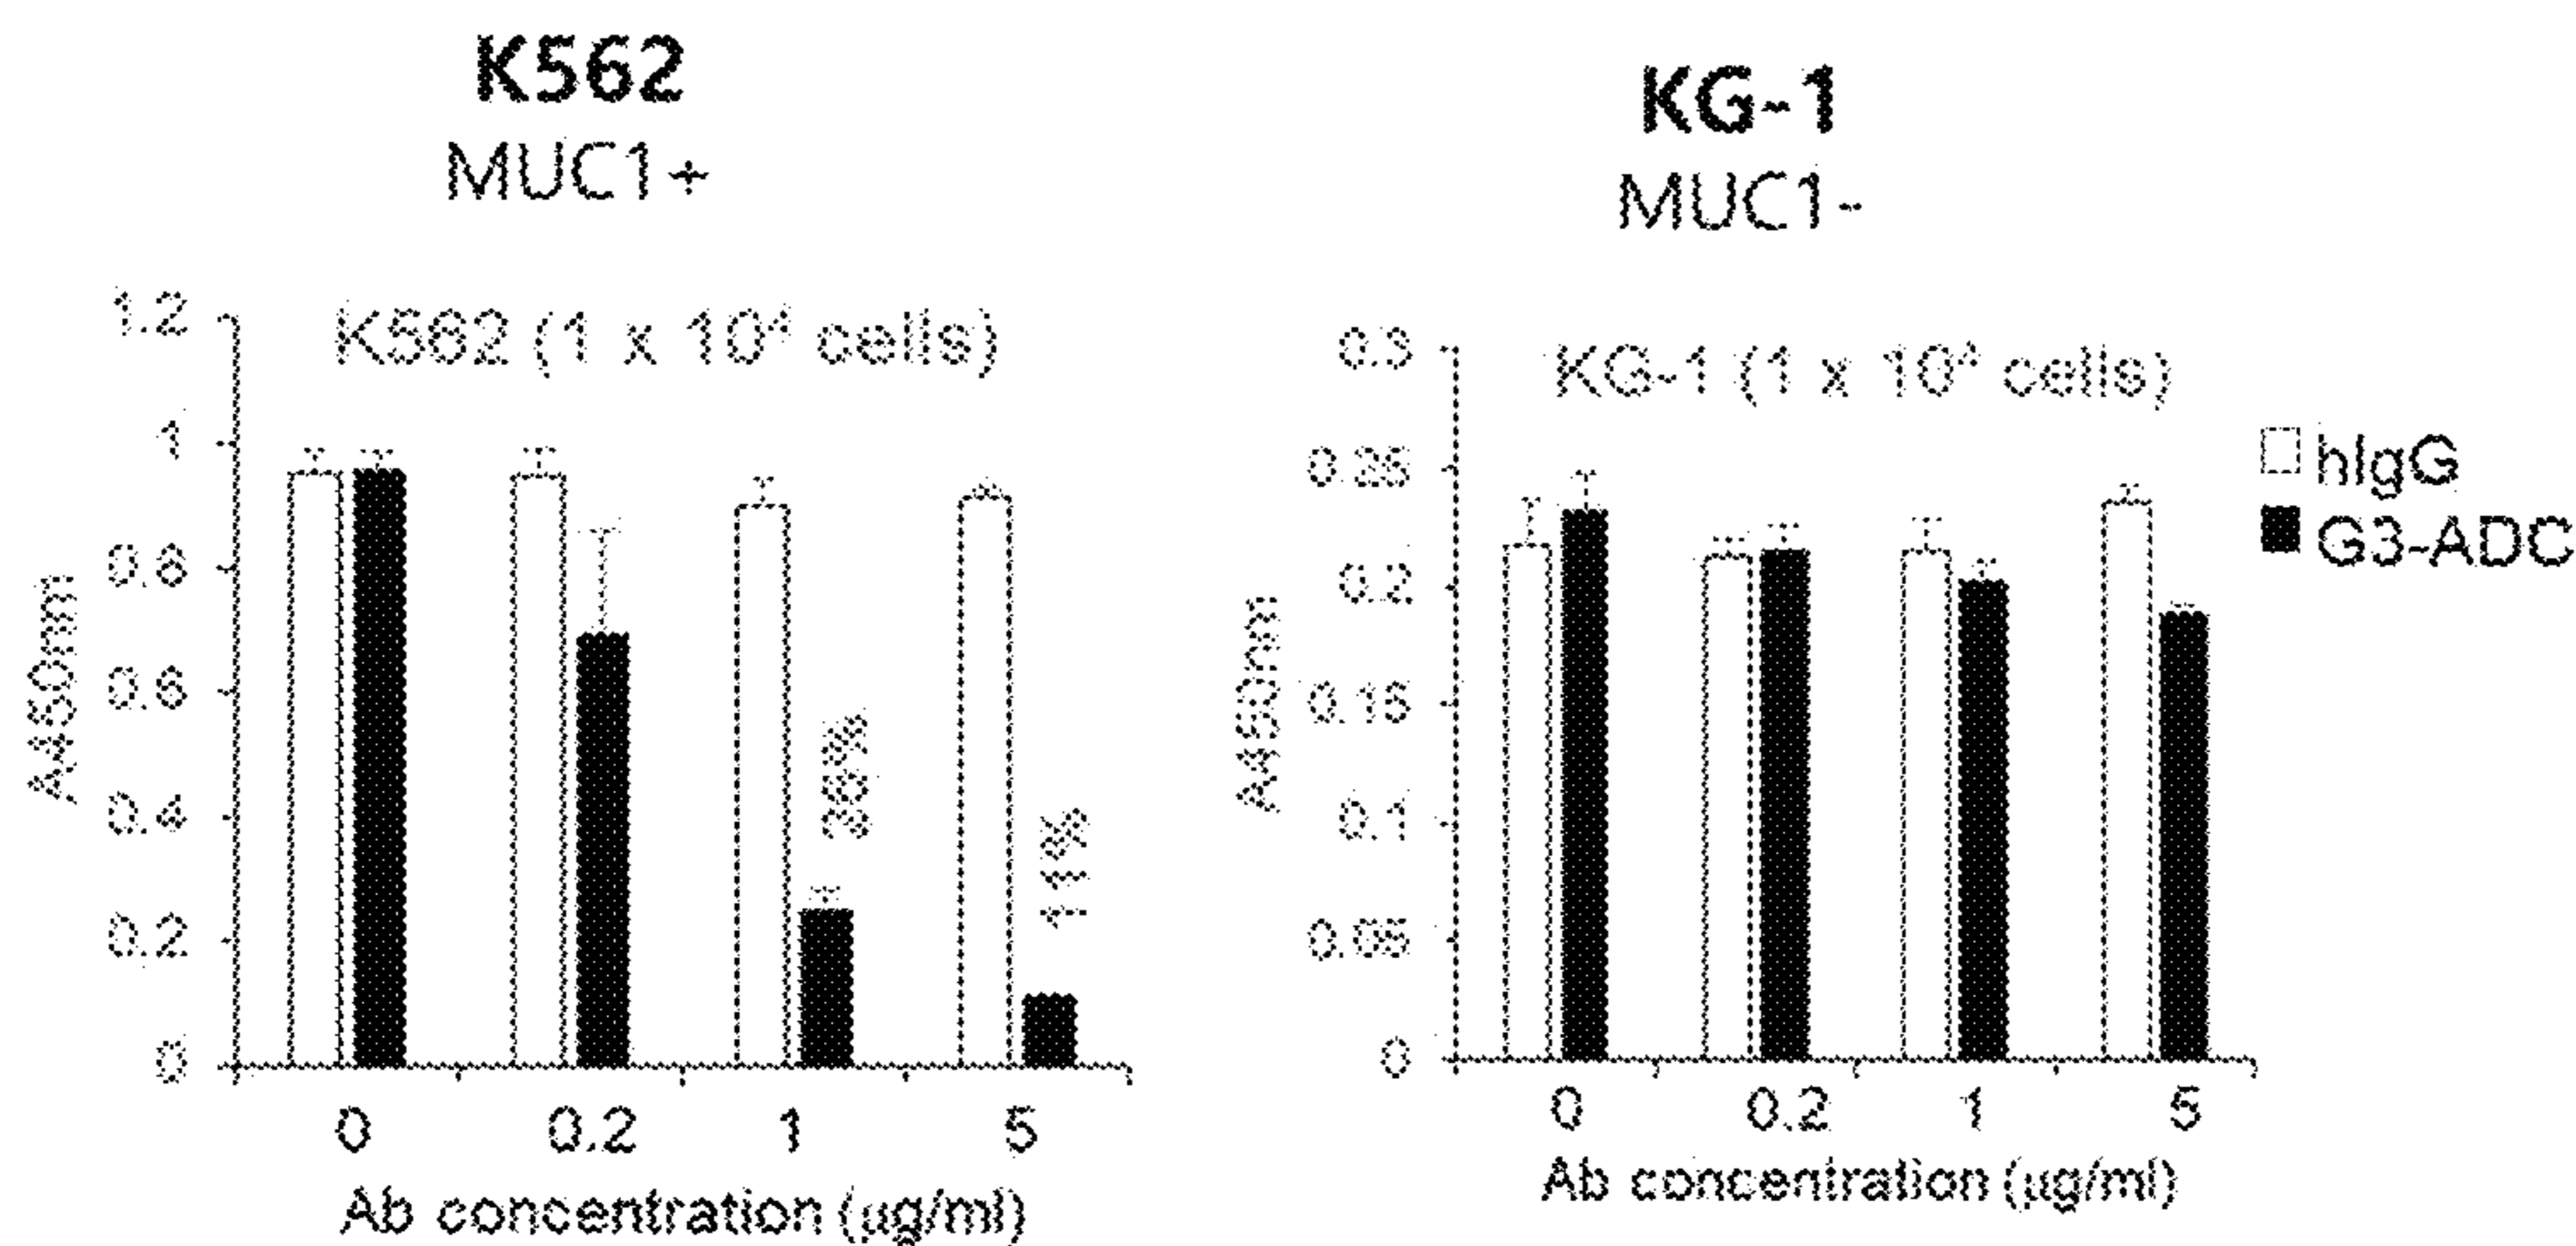 K562
MUC1+
K562 (1 x 10⁴ cells)
A450nm
1.2
1
0.8
0.6
0.4
0.2
0
11%
0
0.2
1
5
Ab concentration (µg/ml)
KG-1
MUC1-
KG-1 (1 x 10⁴ cells)
A450nm
0.3
0.25
0.2
0.15
0.1
0.05
0
0
0.2
1
5
Ab concentration (µg/ml)
hIgG
G3-ADC